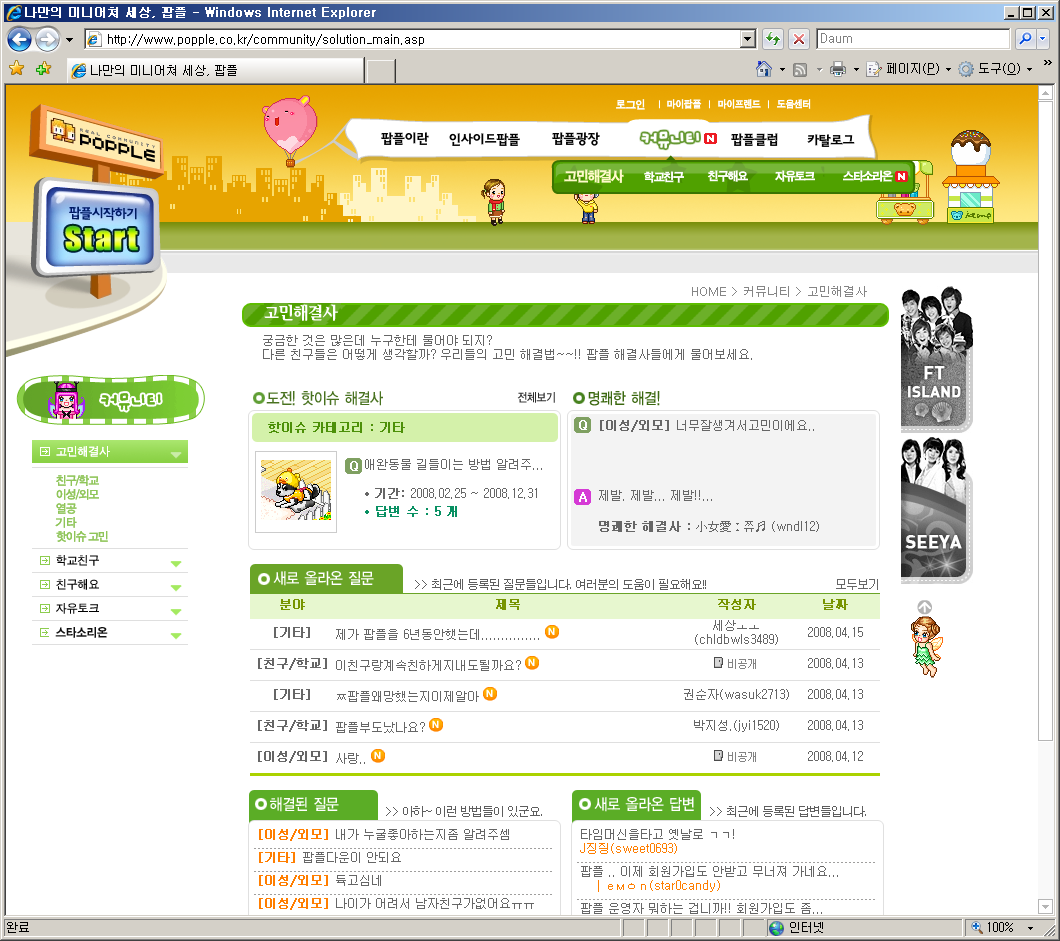 나만의 미니어쳐 세상, 팝플 - Windows Internet Explorer
http://www.popple.co.kr/community/solution_main.asp
Daum
나만의 미니어쳐 세상, 팝플
페이지(P)
도구(O)
로그인 | 마이팝플 | 마이프렌드 | 도움센터
REAL COMMUNITY
POPPLE
팝플이란 인사이드팝플 팝플광장 커뮤니티 N 팝플클럽 카탈로그
고민해결사 학교친구 친구해요 자유토크 스타소리온 N
팝플시작하기
Start
HOME > 커뮤니티 > 고민해결사
고민해결사
궁금한 것은 많은데 누구한테 물어야 되지?
다른 친구들은 어떻게 생각할까? 우리들의 고민 해결법~~!! 팝플 해결사들에게 물어보세요.
커뮤니티
고민해결사
친구/학교
이성/외모
열공
기타
핫이슈 고민
학교친구
친구해요
자유토크
스타소리온
도전! 핫이슈 해결사 전체보기
핫이슈 카테고리 : 기타
Q 애완동물 길들이는 방법 알려주...
• 기간: 2008.02.25 ~ 2008.12.31
• 답변 수 : 5 개
명쾌한 해결!
Q [이성/외모] 너무잘생겨서고민이에요..
A 제발. 제발... 제발!!...
명쾌한 해결사 : 小女愛 : 쮸♬ (wndl12)
FT
ISLAND
SEEYA
새로 올라온 질문 >> 최근에 등록된 질문들입니다. 여러분의 도움이 필요해요!! 모두보기
분야 제목 작성자 날짜
[기타] 제가 팝플을 6년동안했는데............... N (chldbwls3489) 2008.04.15
[친구/학교] 이친구랑계속친하게지내도될까요? N 비공개 2008.04.13
[기타] ㅉ팝플왜망했는지이제알아 N 권순자(wasuk2713) 2008.04.13
[친구/학교] 팝플부도났나요? N 박지성.(jyi1520) 2008.04.13
[이성/외모] 사랑.. N 비공개 2008.04.12
해결된 질문 >> 아하~ 이런 방법들이 있군요.
[이성/외모] 내가 누굴좋아하는지좀 알려주셈
[기타] 팝플다운이 안되요
[이성/외모] 듁고싶네
[이성/외모] 나이가 어려서 남자친구가없어요ㅠㅠ
새로 올라온 답변 >> 최근에 등록된 답변들입니다.
타임머신을타고 옛날로 ㄱㄱ!
J징질(sweet0693)
팝플 .. 이제 회원가입도 안받고 무너져 가네요...
(star0candy)
팝플 운영자 뭐하는 겁니까!! 회원가입도 좀...
완료
인터넷
100%